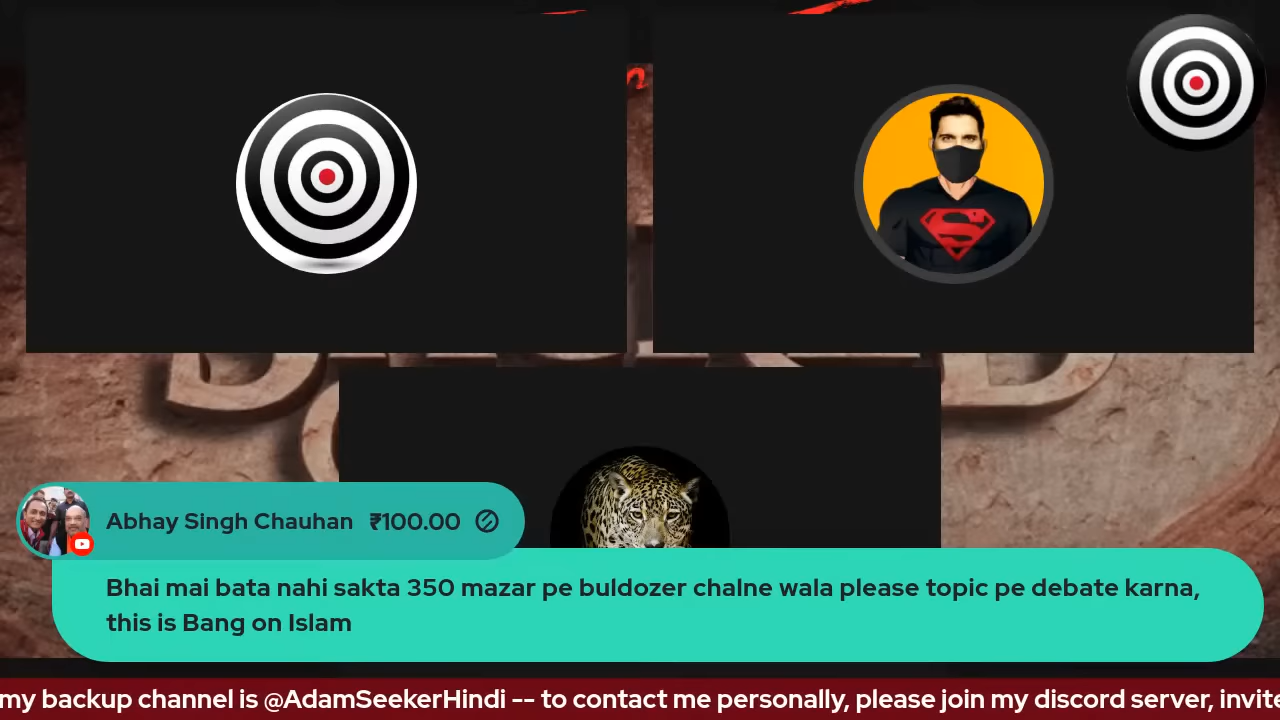 Abhay Singh Chauhan ₹100.00
Bhai mai bata nahi sakta 350 mazar pe buldozer chalne wala please topic pe debate karna,
this is Bang on Islam
my backup channel is @AdamSeekerHindi -- to contact me personally, please join my discord server, invite